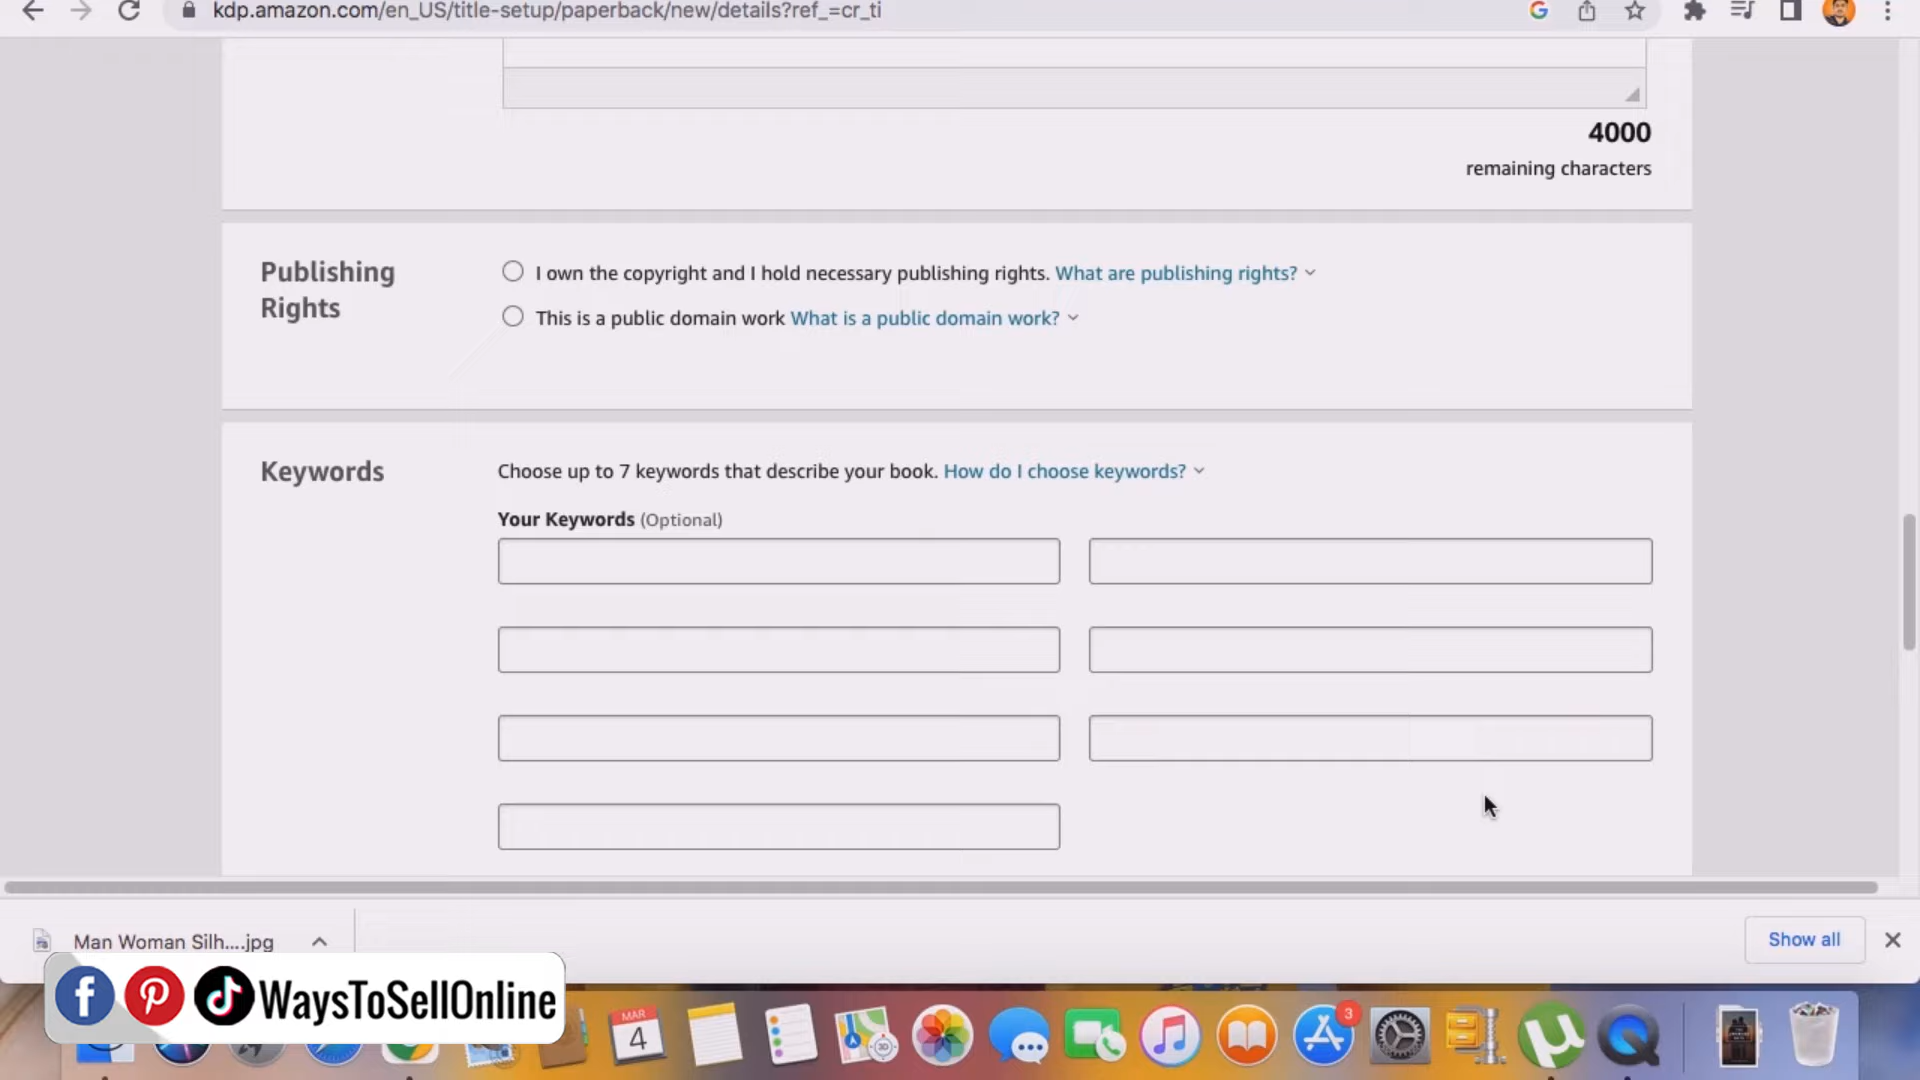 kdp.amazon.com/en_US/title-setup/paperback/new/details?ref_=cr_ti
4000
remaining characters
Publishing Rights
I own the copyright and I hold necessary publishing rights. What are publishing rights?
This is a public domain work What is a public domain work?
Keywords
Choose up to 7 keywords that describe your book. How do I choose keywords?
Your Keywords (Optional)
Man Woman Silh....jpg
Show all
WaysToSellOnline
MAR
4
3D
3